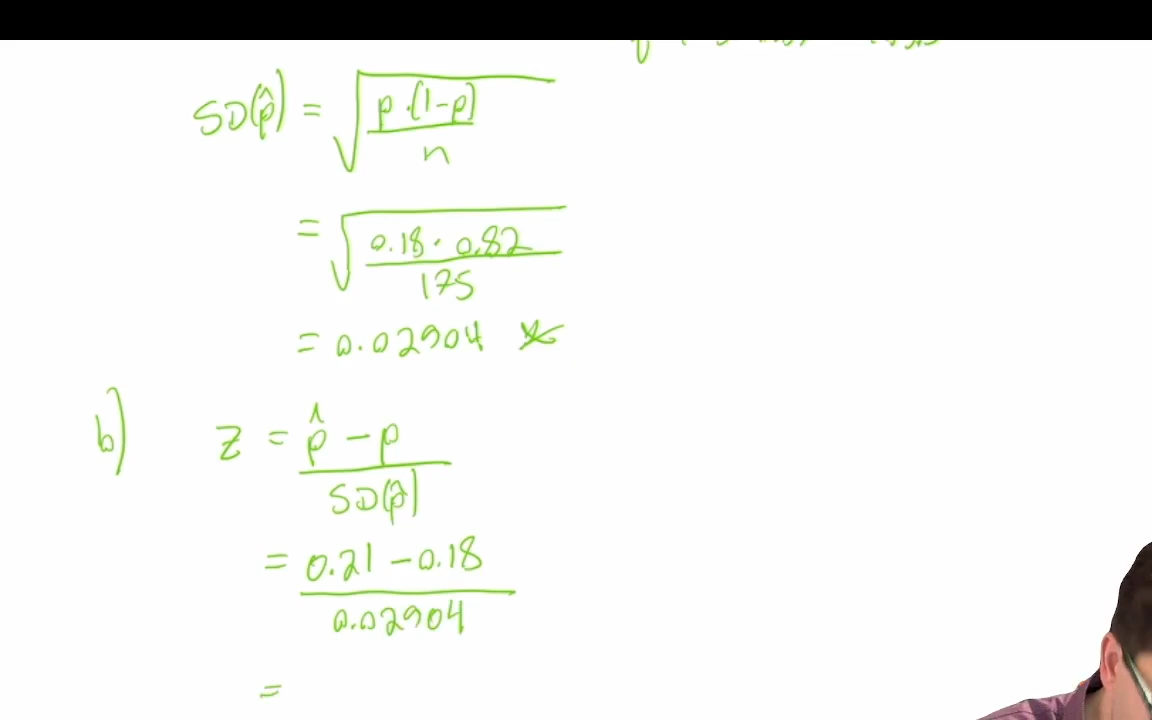 SD(p̂) = √(p·(1-p)/n)
= √(0.18·0.82/175)
= 0.02904
b) z = (p̂ - p)/SD(p̂)
= (0.21 - 0.18)/0.02904
=